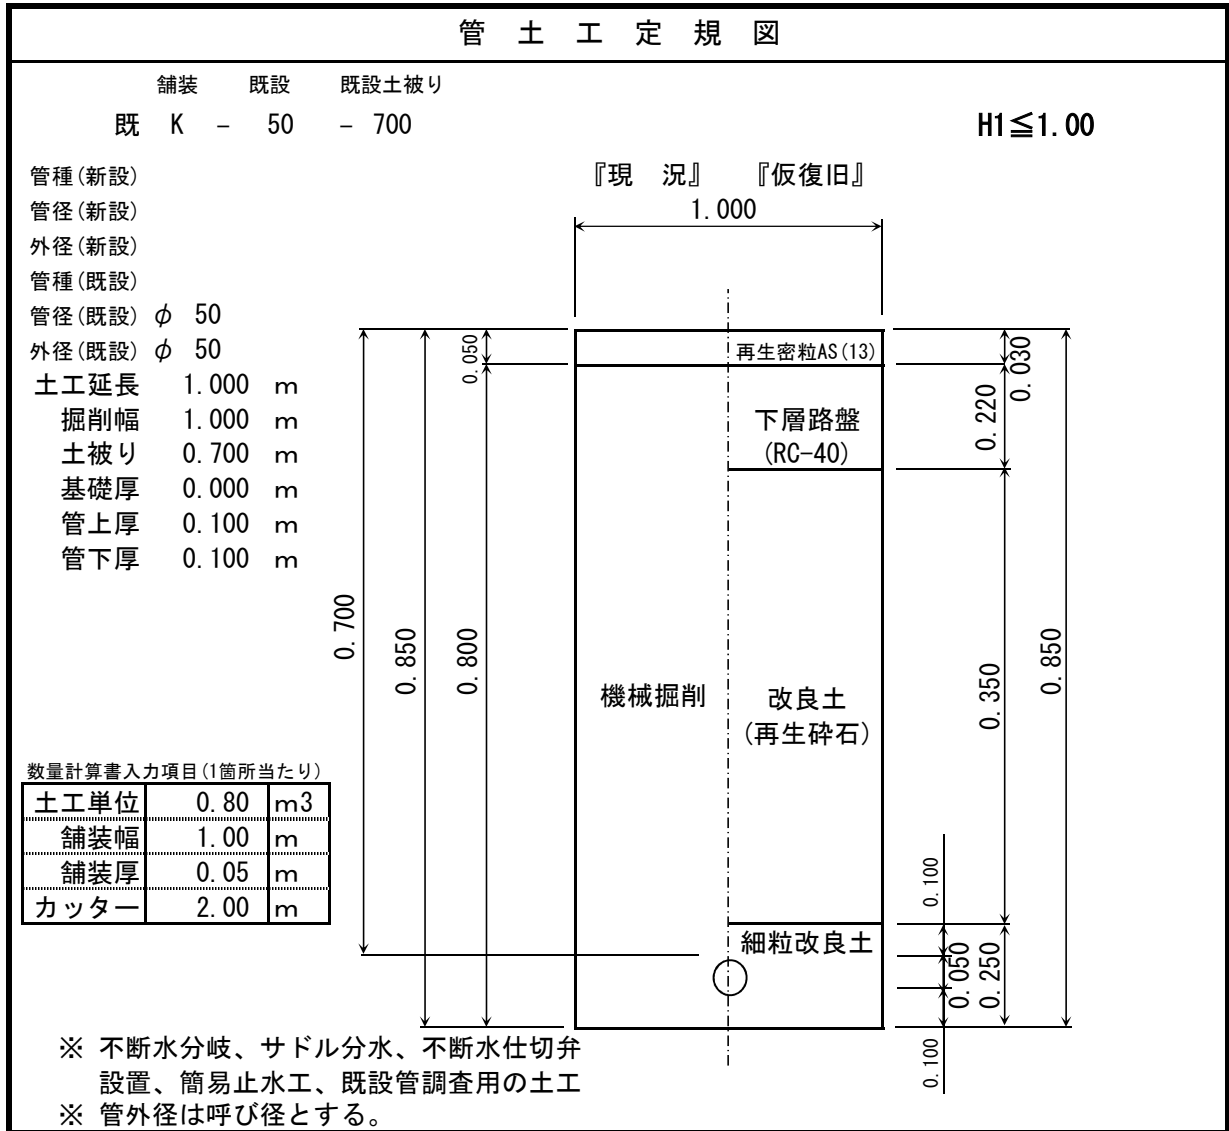 管 土 工 定 規 図
舗装 既設 既設土被り
既 K － 50 － 700
H1≦1.00
管種(新設)
管径(新設)
外径(新設)
管種(既設)
管径(既設) φ 50
外径(既設) φ 50
土工延長 1.000 m
掘削幅 1.000 m
土被り 0.700 m
基礎厚 0.000 m
管上厚 0.100 m
管下厚 0.100 m
『現 況』 『仮復旧』
1.000
0.700
0.850
0.050
0.800
再生密粒AS(13)
下層路盤
(RC-40)
機械掘削
改良土
(再生砕石)
細粒改良土
0.030
0.220
0.350
0.850
0.100
0.050
0.250
0.100
数量計算書入力項目(1箇所当たり)
土工単位 0.80 m3
舗装幅 1.00 m
舗装厚 0.05 m
カッター 2.00 m
※ 不断水分岐、サドル分水、不断水仕切弁
設置、簡易止水工、既設管調査用の土工
※ 管外径は呼び径とする。